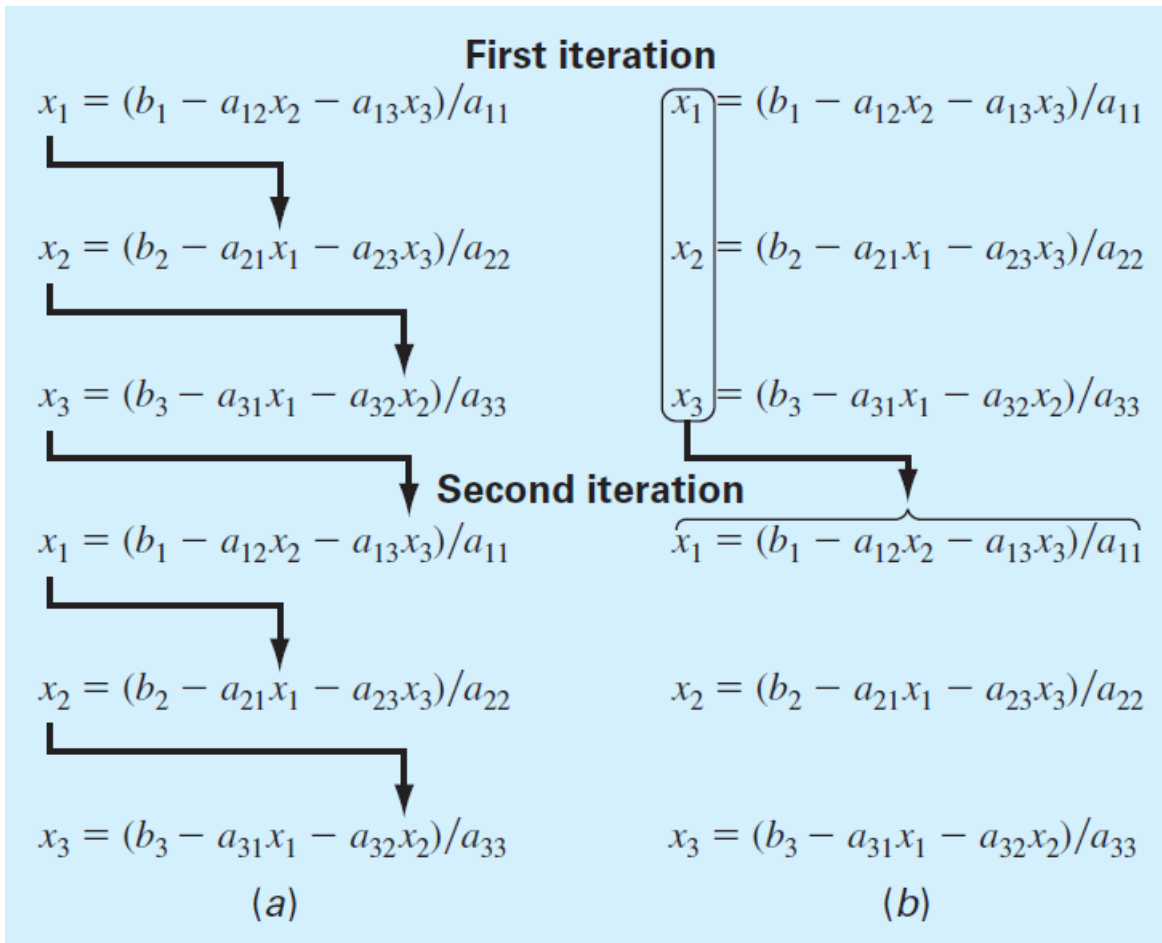 First iteration
x₁ = (b₁ − a₁₂x₂ − a₁₃x₃)/a₁₁
x₁ = (b₁ − a₁₂x₂ − a₁₃x₃)/a₁₁
x₂ = (b₂ − a₂₁x₁ − a₂₃x₃)/a₂₂
x₂ = (b₂ − a₂₁x₁ − a₂₃x₃)/a₂₂
x₃ = (b₃ − a₃₁x₁ − a₃₂x₂)/a₃₃
x₃ = (b₃ − a₃₁x₁ − a₃₂x₂)/a₃₃
Second iteration
x₁ = (b₁ − a₁₂x₂ − a₁₃x₃)/a₁₁
x₁ = (b₁ − a₁₂x₂ − a₁₃x₃)/a₁₁
x₂ = (b₂ − a₂₁x₁ − a₂₃x₃)/a₂₂
x₂ = (b₂ − a₂₁x₁ − a₂₃x₃)/a₂₂
x₃ = (b₃ − a₃₁x₁ − a₃₂x₂)/a₃₃
x₃ = (b₃ − a₃₁x₁ − a₃₂x₂)/a₃₃
(a)
(b)